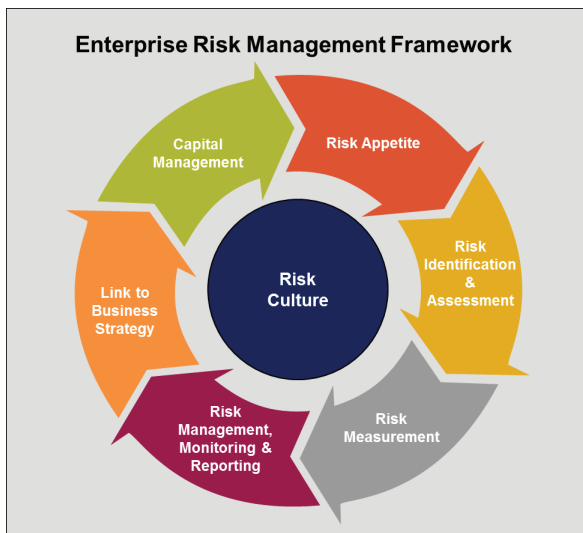 Enterprise Risk Management Framework
Capital
Management
Risk Appetite
Risk
Identification
&
Assessment
Risk
Culture
Link to
Business
Strategy
Risk
Measurement
Risk
Management,
Monitoring &
Reporting